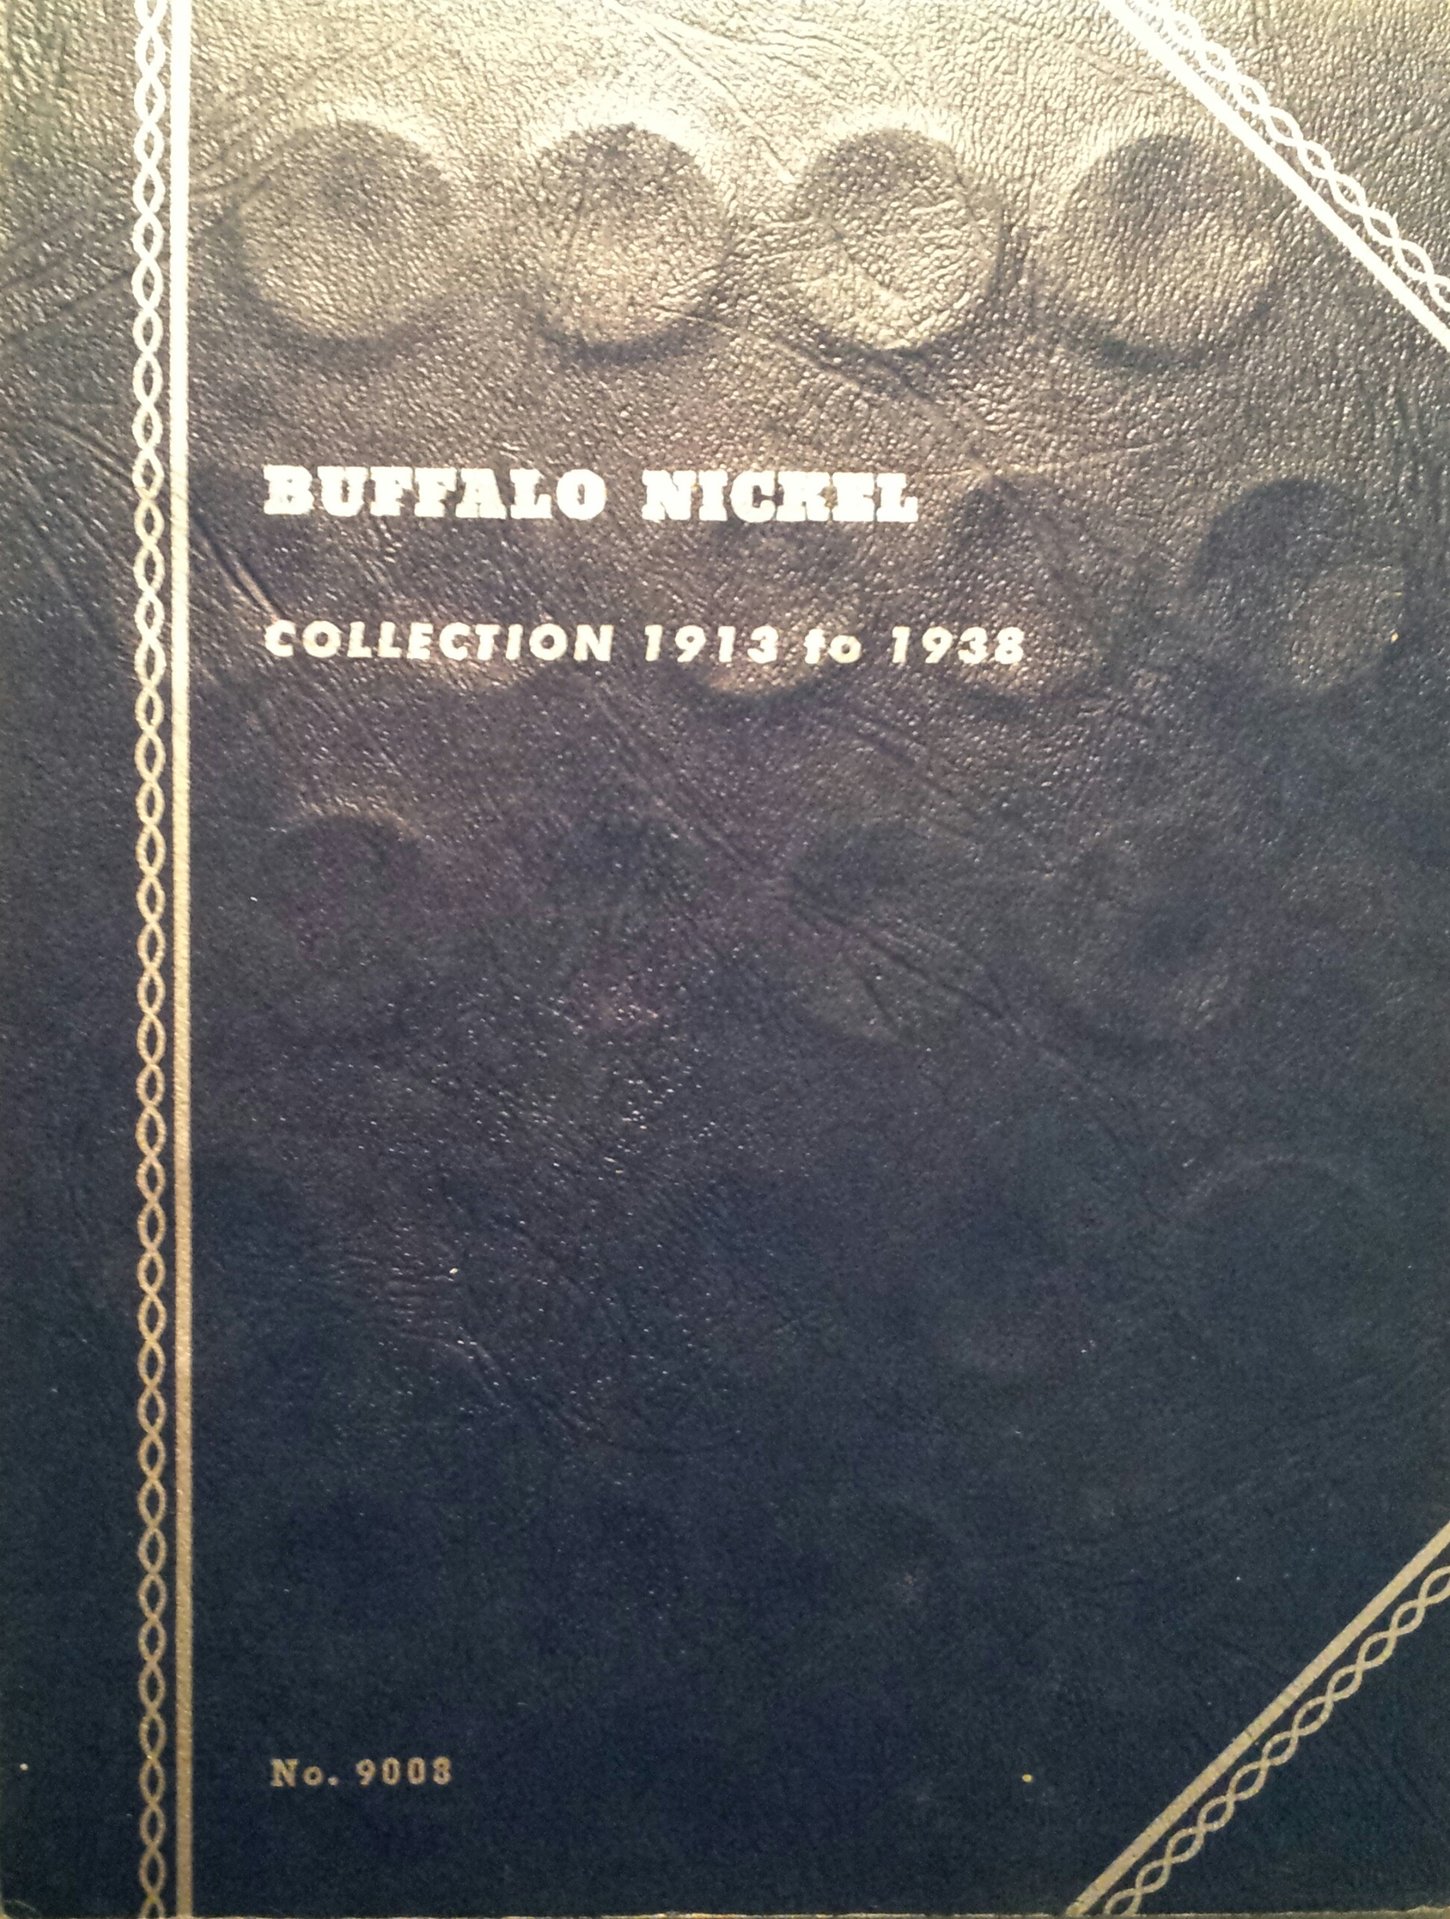 BUFFALO NICKEL
COLLECTION 1913 to 1938
No. 9008